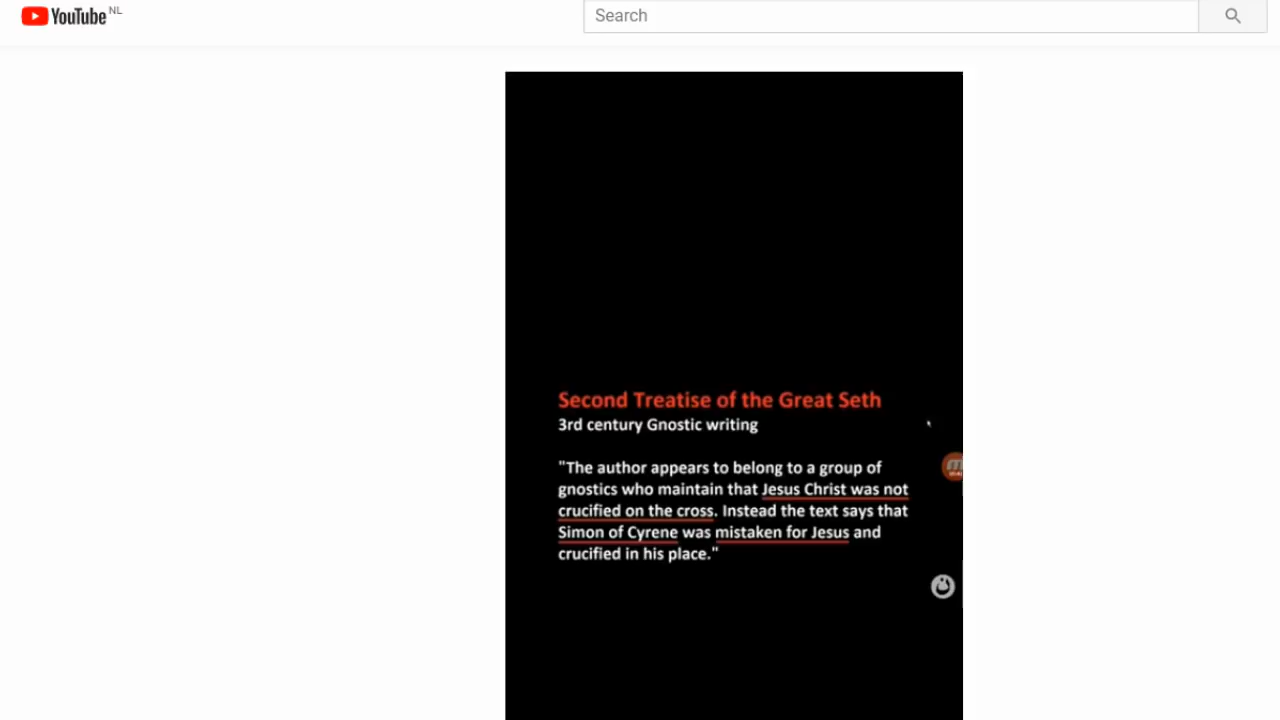 YouTube NL
Search
Second Treatise of the Great Seth
3rd century Gnostic writing
"The author appears to belong to a group of
gnostics who maintain that Jesus Christ was not
crucified on the cross. Instead the text says that
Simon of Cyrene was mistaken for Jesus and
crucified in his place."